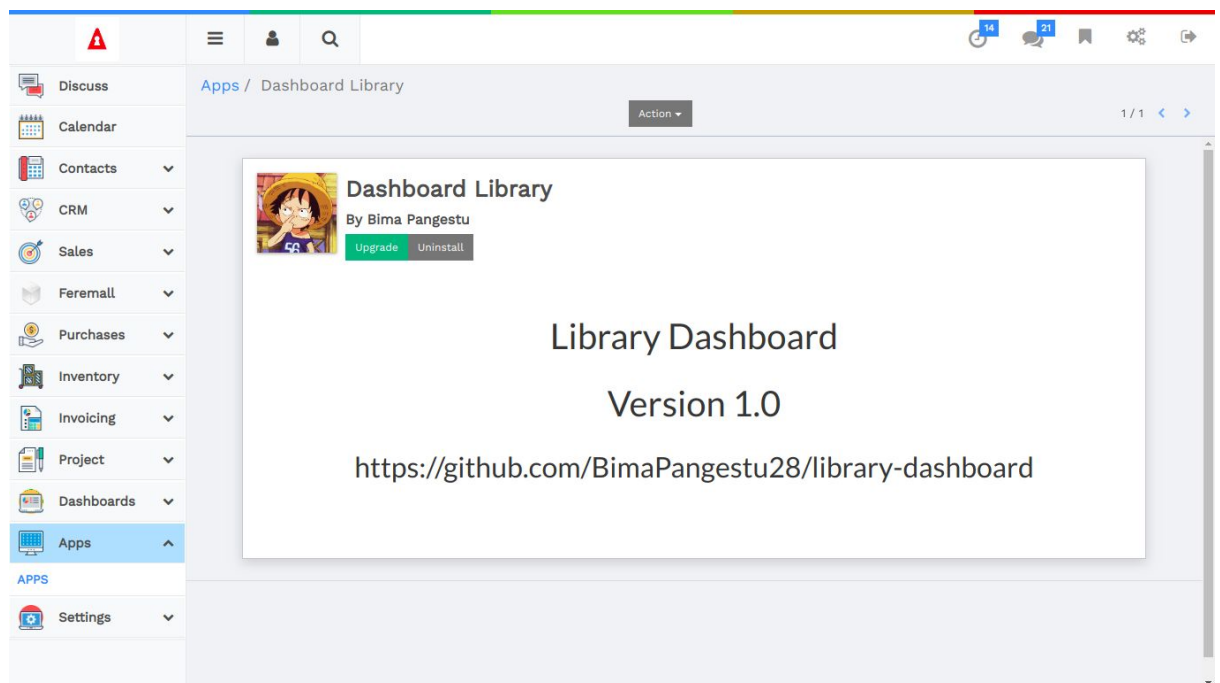 14
21
Discuss
Calendar
Contacts
CRM
Sales
Feremall
Purchases
Inventory
Invoicing
Project
Dashboards
Apps
APPS
Settings
Apps / Dashboard Library
Action
1 / 1
Dashboard Library
By Bima Pangestu
Upgrade Uninstall
56
Library Dashboard
Version 1.0
https://github.com/BimaPangestu28/library-dashboard